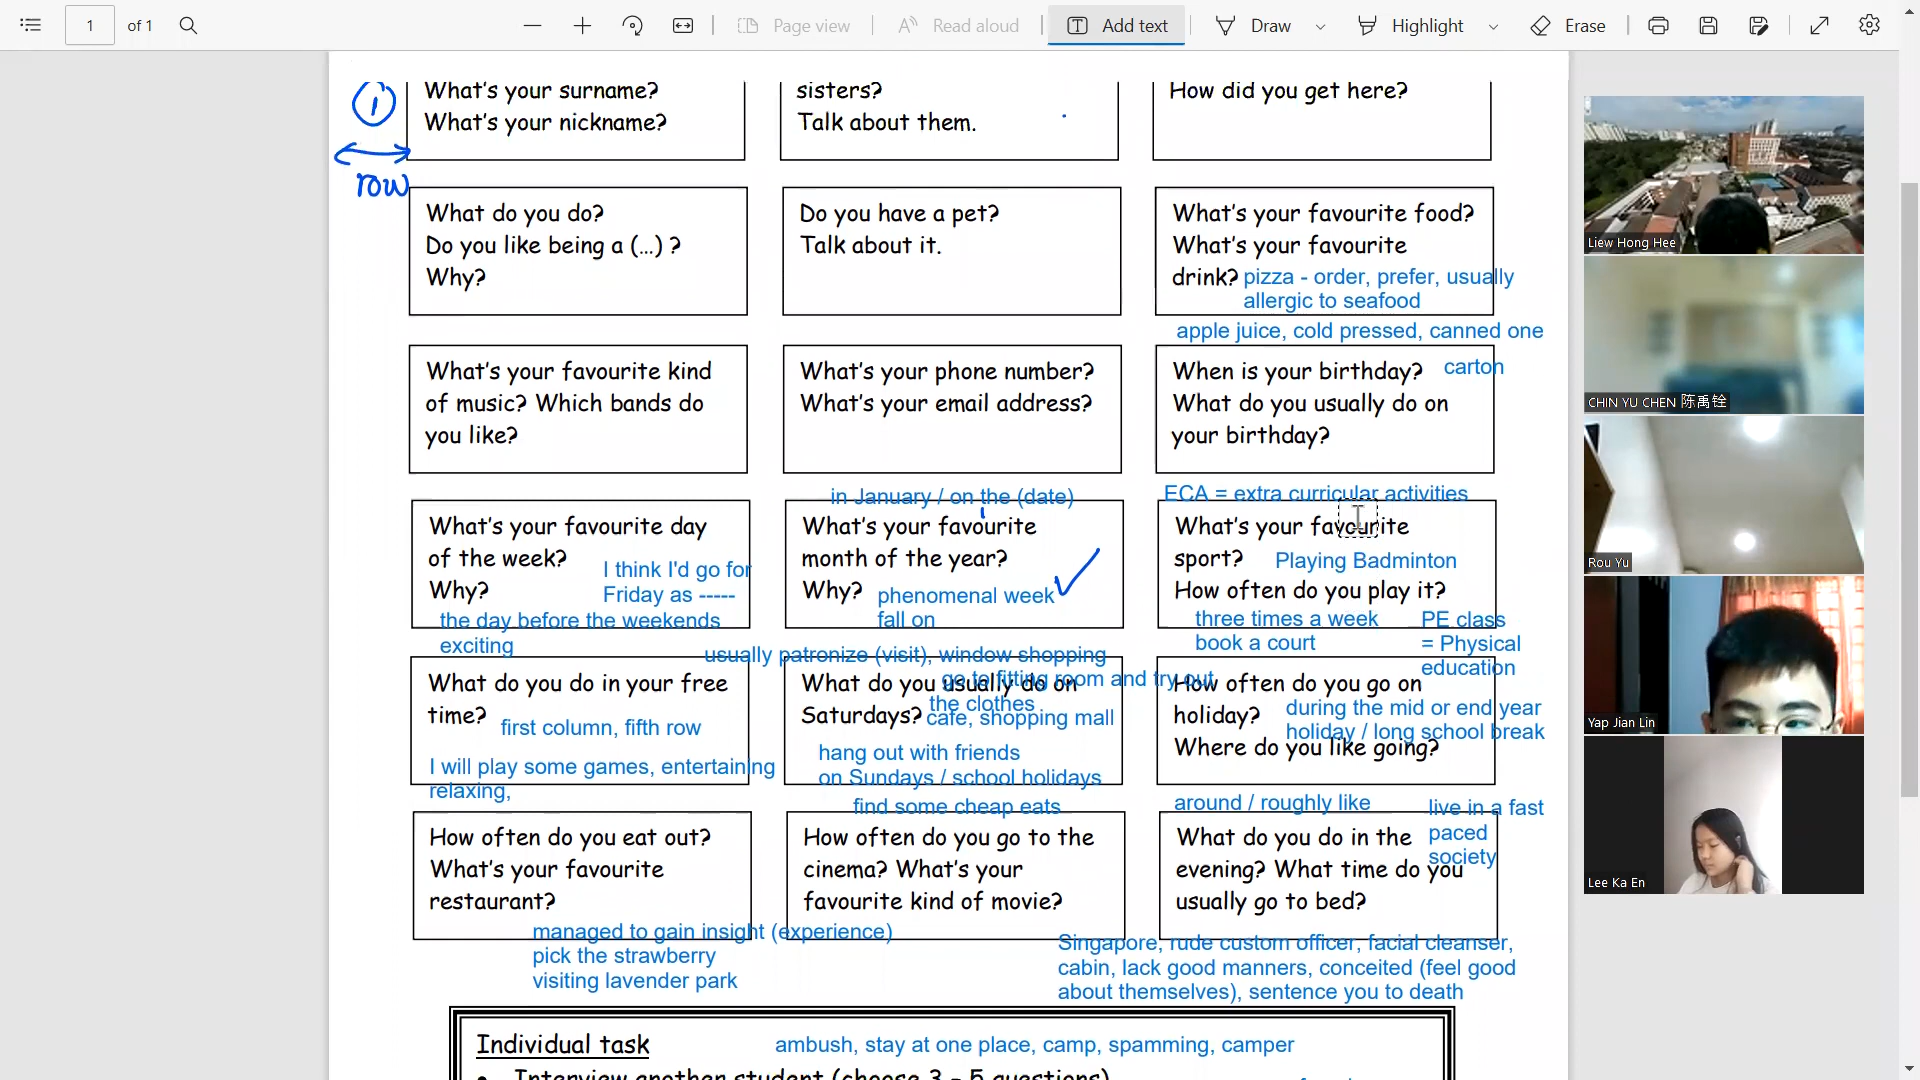 1
of 1
Page view
Read aloud
Add text
Draw
Highlight
Erase
1
row
What's your surname?
What's your nickname?
sisters?
Talk about them.
How did you get here?
What do you do?
Do you like being a (...) ?
Why?
Do you have a pet?
Talk about it.
What's your favourite food?
What's your favourite
drink?
pizza - order, prefer, usually
allergic to seafood
apple juice, cold pressed, canned one
carton
What's your favourite kind
of music? Which bands do
you like?
What's your phone number?
What's your email address?
When is your birthday?
What do you usually do on
your birthday?
in January / on the (date)
ECA = extra curricular activities
What's your favourite day
of the week?
Why?
I think I'd go for
Friday as -----
the day before the weekends
exciting
What's your favourite
month of the year?
Why?
phenomenal week
fall on
What's your favourite
sport?
Playing Badminton
How often do you play it?
three times a week
book a court
PE class
= Physical
education
usually patronize (visit), window shopping
go to fitting room and try out
the clothes
What do you do in your free
time?
first column, fifth row
I will play some games, entertaining
relaxing,
What do you usually do on
Saturdays?
cafe, shopping mall
hang out with friends
on Sundays / school holidays
find some cheap eats
How often do you go on
holiday?
Where do you like going?
during the mid or end year
holiday / long school break
around / roughly like
live in a fast
paced
society
How often do you eat out?
What's your favourite
restaurant?
How often do you go to the
cinema? What's your
favourite kind of movie?
What do you do in the
evening? What time do you
usually go to bed?
managed to gain insight (experience)
pick the strawberry
visiting lavender park
Singapore, rude custom officer, facial cleanser,
cabin, lack good manners, conceited (feel good
about themselves), sentence you to death
Individual task
ambush, stay at one place, camp, spamming, camper
Interview another student (choose 3 - 5 questions)
Liew Hong Hee
CHIN YU CHEN 陈禹铨
Rou Yu
Yap Jian Lin
Lee Ka En